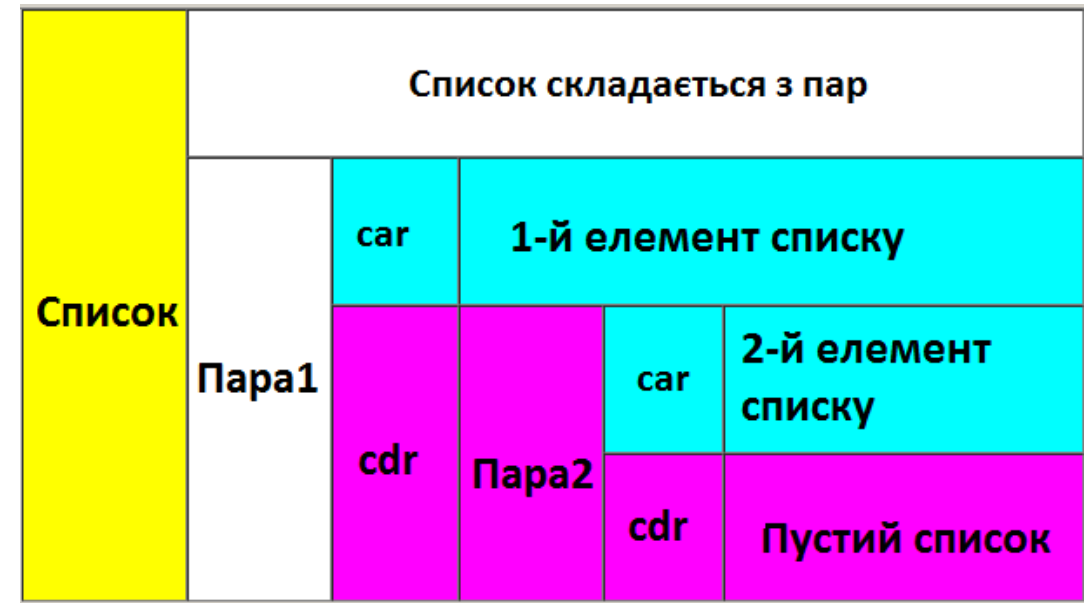 Список складається з пар
car
1-й елемент списку
Список
Пара1
cdr
Пара2
car
2-й елемент
списку
cdr
Пустий список